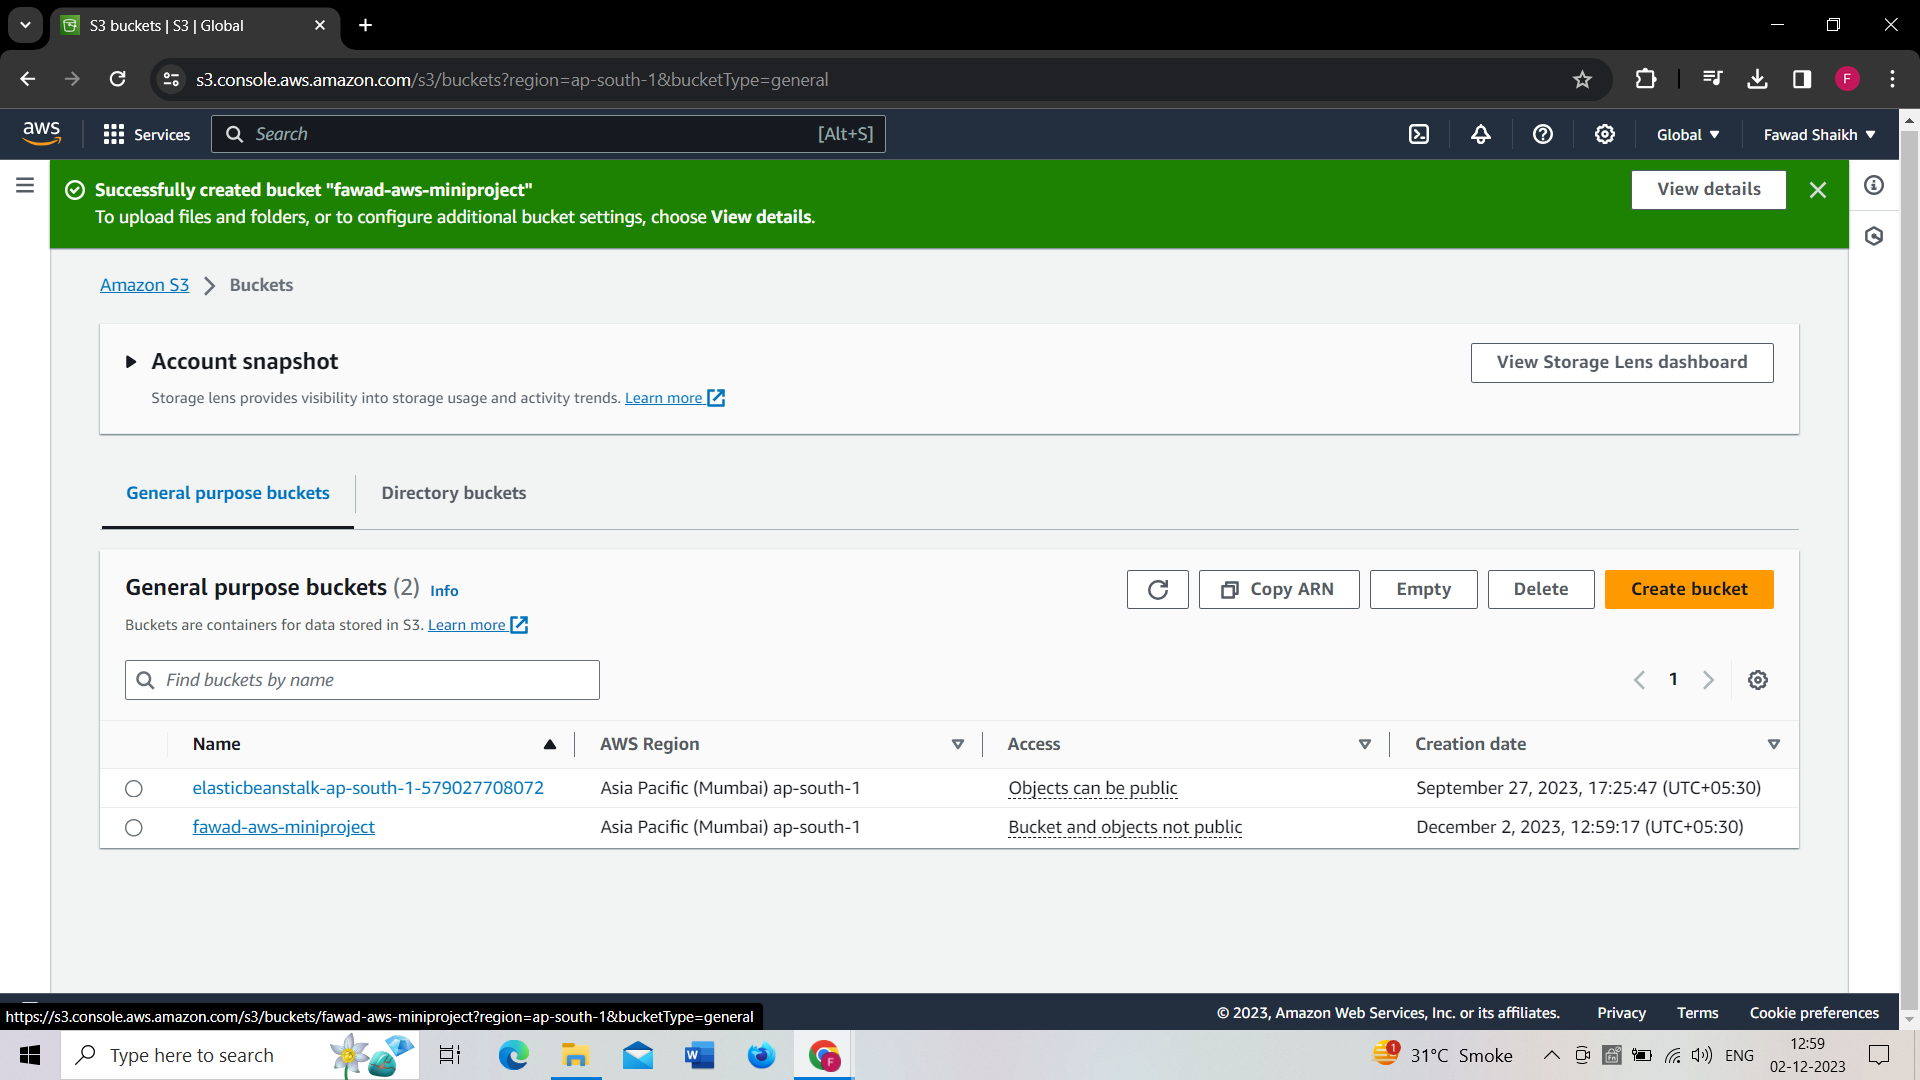 S3 buckets | S3 | Global
s3.console.aws.amazon.com/s3/buckets?region=ap-south-1&bucketType=general
F
aws
Services
Search
[Alt+S]
Global
Fawad Shaikh
Successfully created bucket "fawad-aws-miniproject"
To upload files and folders, or to configure additional bucket settings, choose View details.
View details
Amazon S3
Buckets
Account snapshot
View Storage Lens dashboard
Storage lens provides visibility into storage usage and activity trends. Learn more
General purpose buckets
Directory buckets
General purpose buckets (2) Info
Copy ARN
Empty
Delete
Create bucket
Buckets are containers for data stored in S3. Learn more
Find buckets by name
1
Name
AWS Region
Access
Creation date
elasticbeanstalk-ap-south-1-579027708072
Asia Pacific (Mumbai) ap-south-1
Objects can be public
September 27, 2023, 17:25:47 (UTC+05:30)
fawad-aws-miniproject
Asia Pacific (Mumbai) ap-south-1
Bucket and objects not public
December 2, 2023, 12:59:17 (UTC+05:30)
https://s3.console.aws.amazon.com/s3/buckets/fawad-aws-miniproject?region=ap-south-1&bucketType=general
© 2023, Amazon Web Services, Inc. or its affiliates.
Privacy
Terms
Cookie preferences
Type here to search
W
F
1
31°C Smoke
ENG
12:59
02-12-2023